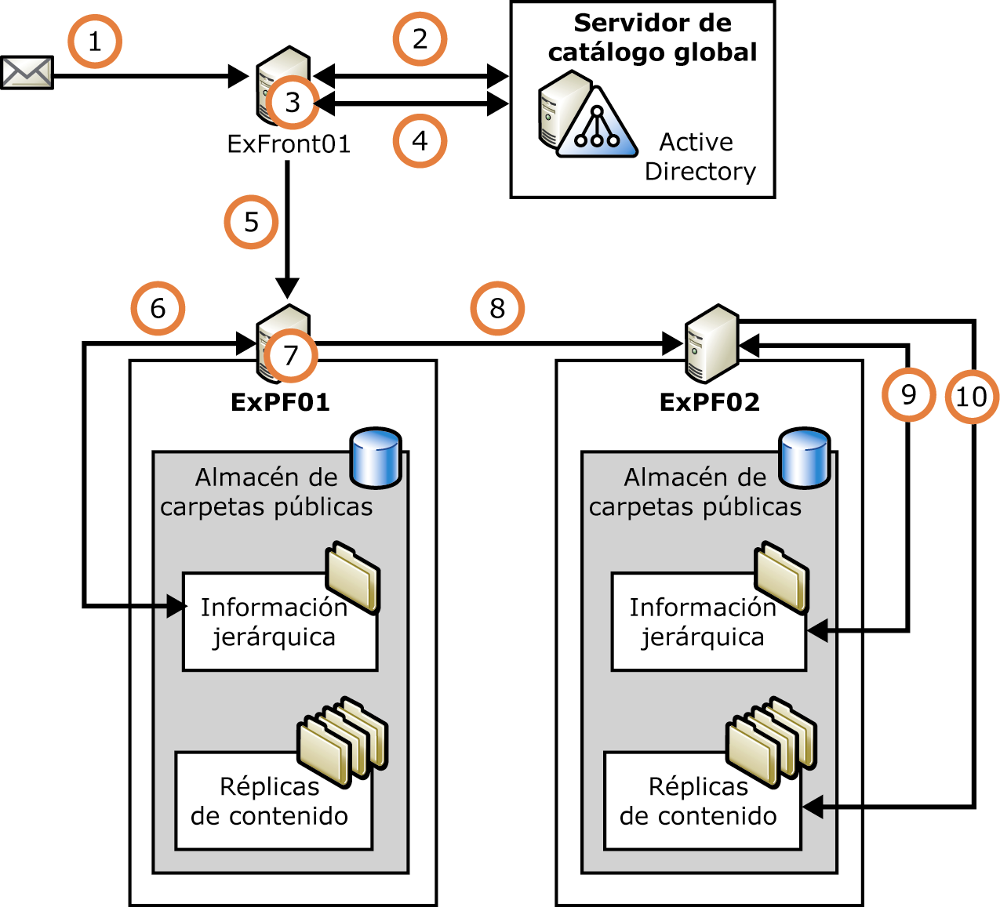 1
2
Servidor de
catálogo global
3
4
ExFront01
Active
Directory
5
6
8
7
9
10
ExPF01
ExPF02
Almacén de
carpetas públicas
Almacén de
carpetas públicas
Información
jerárquica
Información
jerárquica
Réplicas
de contenido
Réplicas
de contenido